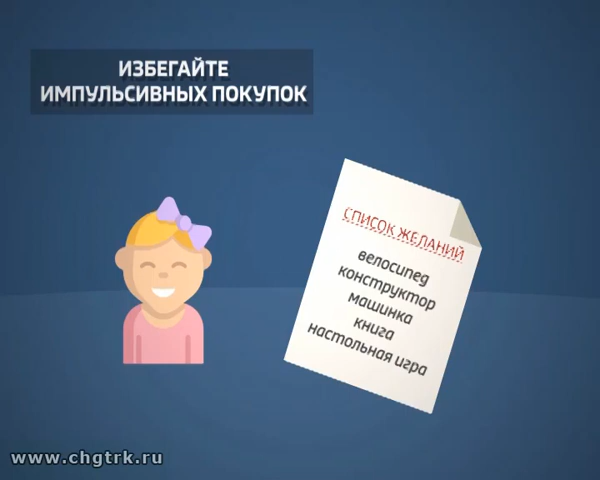 ИЗБЕГАЙТЕ
ИМПУЛЬСИВНЫХ ПОКУПОК
СПИСОК ЖЕЛАНИЙ
велосипед
конструктор
машинка
книга
настольная игра
www.chgtrk.ru